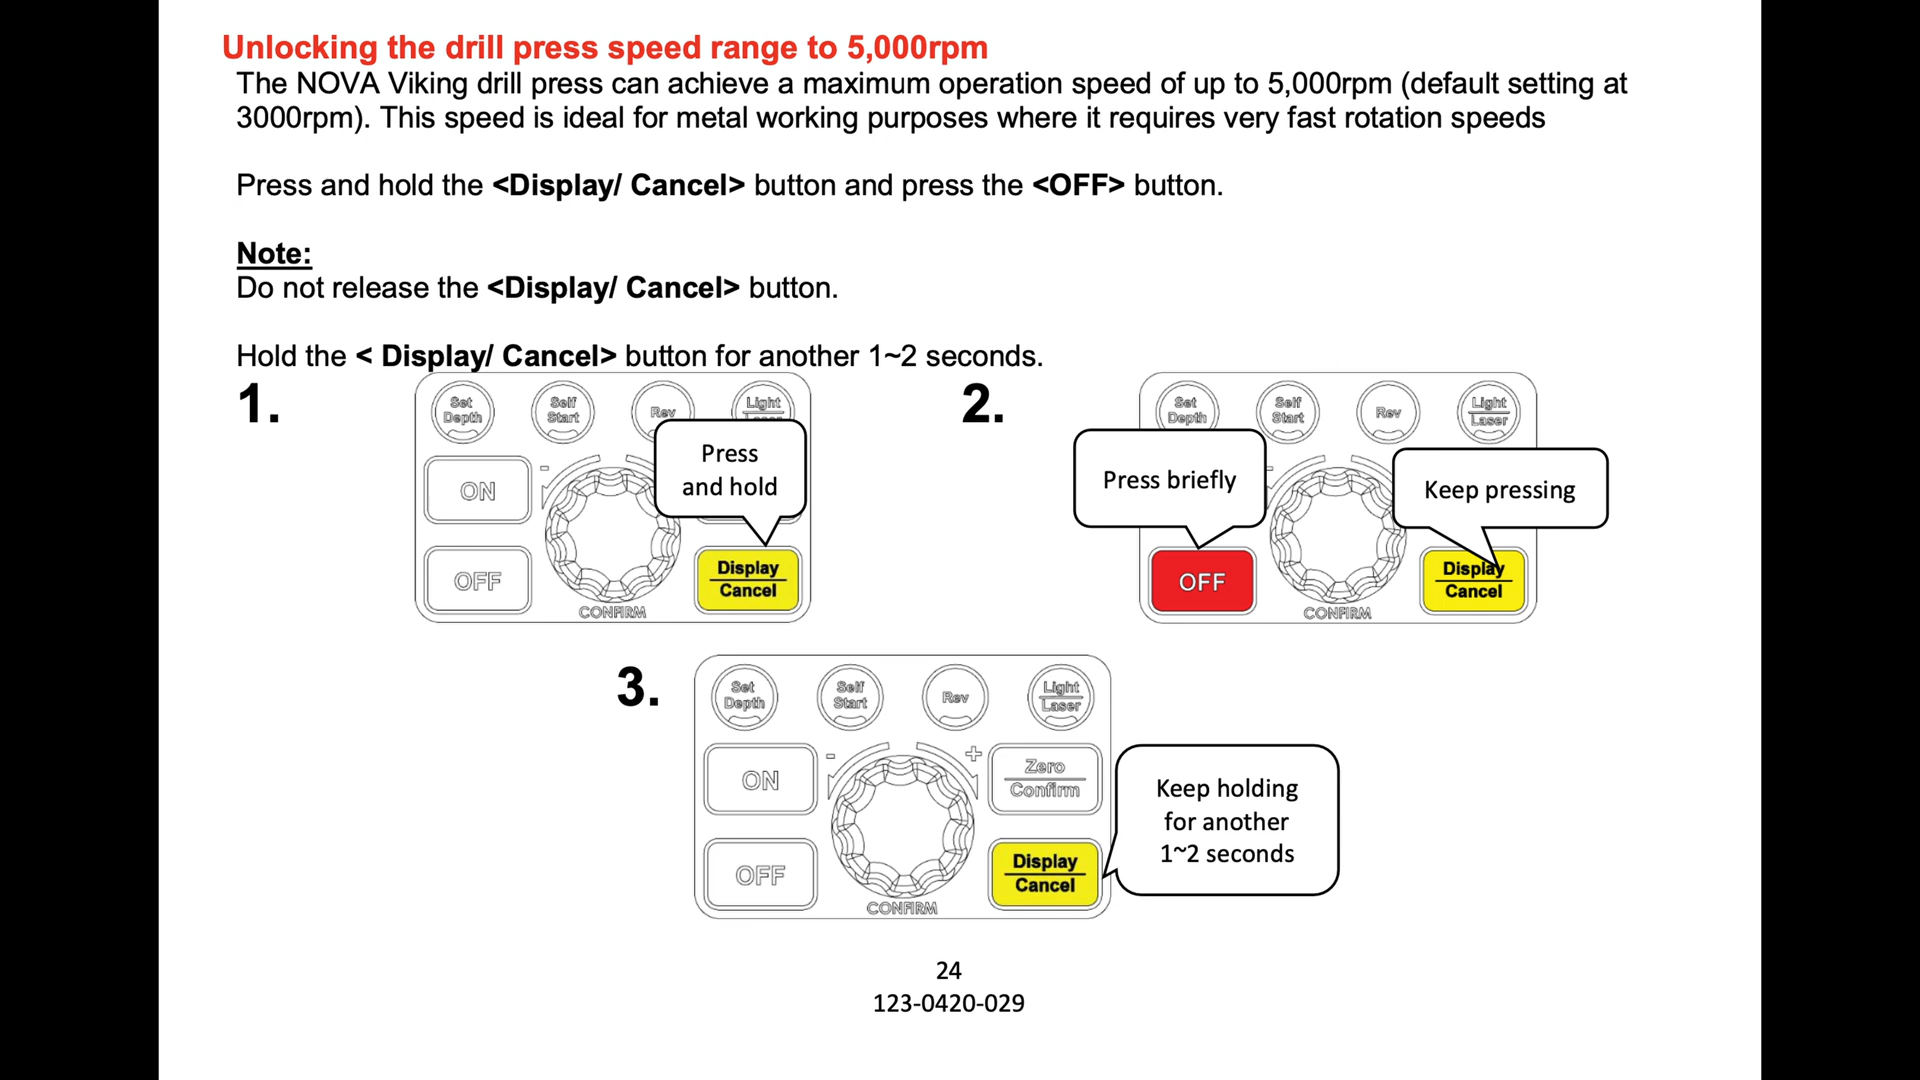 Unlocking the drill press speed range to 5,000rpm
The NOVA Viking drill press can achieve a maximum operation speed of up to 5,000rpm (default setting at
3000rpm). This speed is ideal for metal working purposes where it requires very fast rotation speeds
Press and hold the <Display/ Cancel> button and press the <OFF> button.
Note:
Do not release the <Display/ Cancel> button.
Hold the < Display/ Cancel> button for another 1~2 seconds.
1.
Set
Depth
Self
Start
Rev
Light
Press
and hold
ON
-
OFF
Display
Cancel
CONFIRM
2.
Set
Depth
Self
Start
Rev
Light
Laser
Press briefly
Keep pressing
OFF
Display
Cancel
CONFIRM
3.
Set
Depth
Self
Start
Rev
Light
Laser
ON
-
+
Zero
Confirm
Keep holding
for another
1~2 seconds
OFF
Display
Cancel
CONFIRM
24
123-0420-029